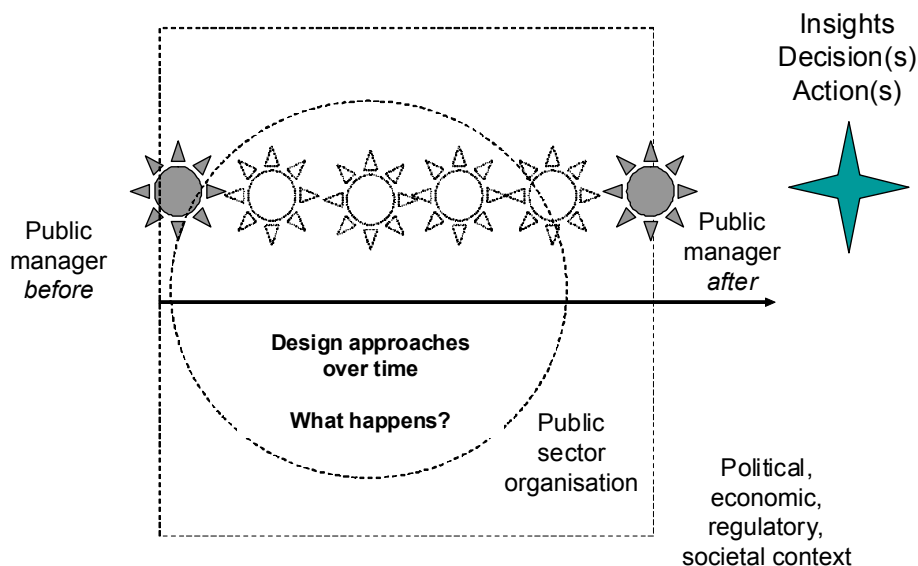 Insights
Decision(s)
Action(s)
Public
manager
before
Public
manager
after
Design approaches
over time
What happens?
Public
sector
organisation
Political,
economic,
regulatory,
societal context